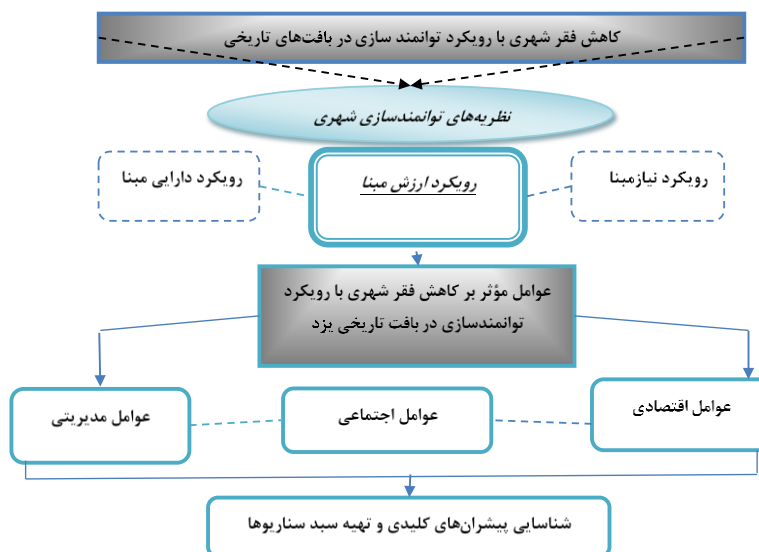 کاهش فقر شهری با رویکرد توانمند سازی در بافت‌های تاریخی
نظریه‌های توانمندسازی شهری
رویکرد نیازمبنا
رویکرد ارزش مبنا
رویکرد دارایی مبنا
عوامل مؤثر بر کاهش فقر شهری با رویکرد
توانمندسازی در بافت تاریخی یزد
عوامل اقتصادی
عوامل اجتماعی
عوامل مدیریتی
شناسایی پیشران‌های کلیدی و تهیه سبد سناریوها